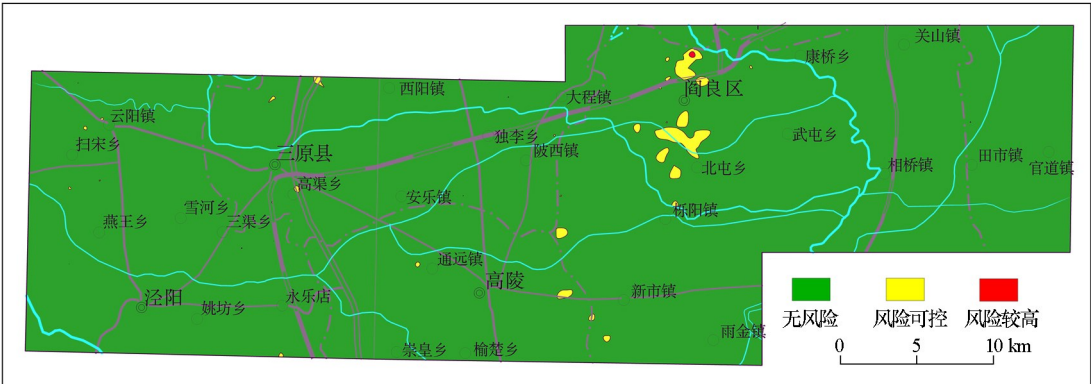 关山镇
康桥乡
西阳镇
大程镇
阎良区
云阳镇
扫宋乡
独李乡
武屯乡
三原县
陂西镇
北屯乡
相桥镇
田市镇
官道镇
高渠乡
安乐镇
栎阳镇
燕王乡
雪河乡
三渠乡
通远镇
高陵
泾阳
姚坊乡
永乐店
新市镇
雨金镇
崇皇乡
榆楚乡
无风险
风险可控
风险较高
0 5 10 km